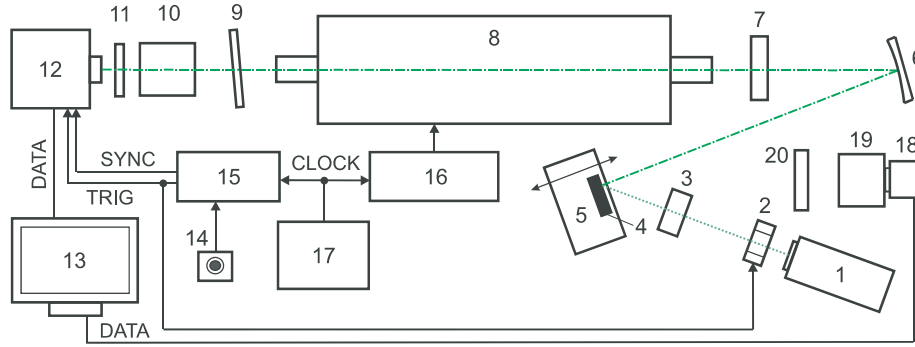 11 10 9 8 7
12 6
SYNC CLOCK 19 18
DATA 20
TRIG 15 16 3
2
14 5 4
13 17 1
DATA